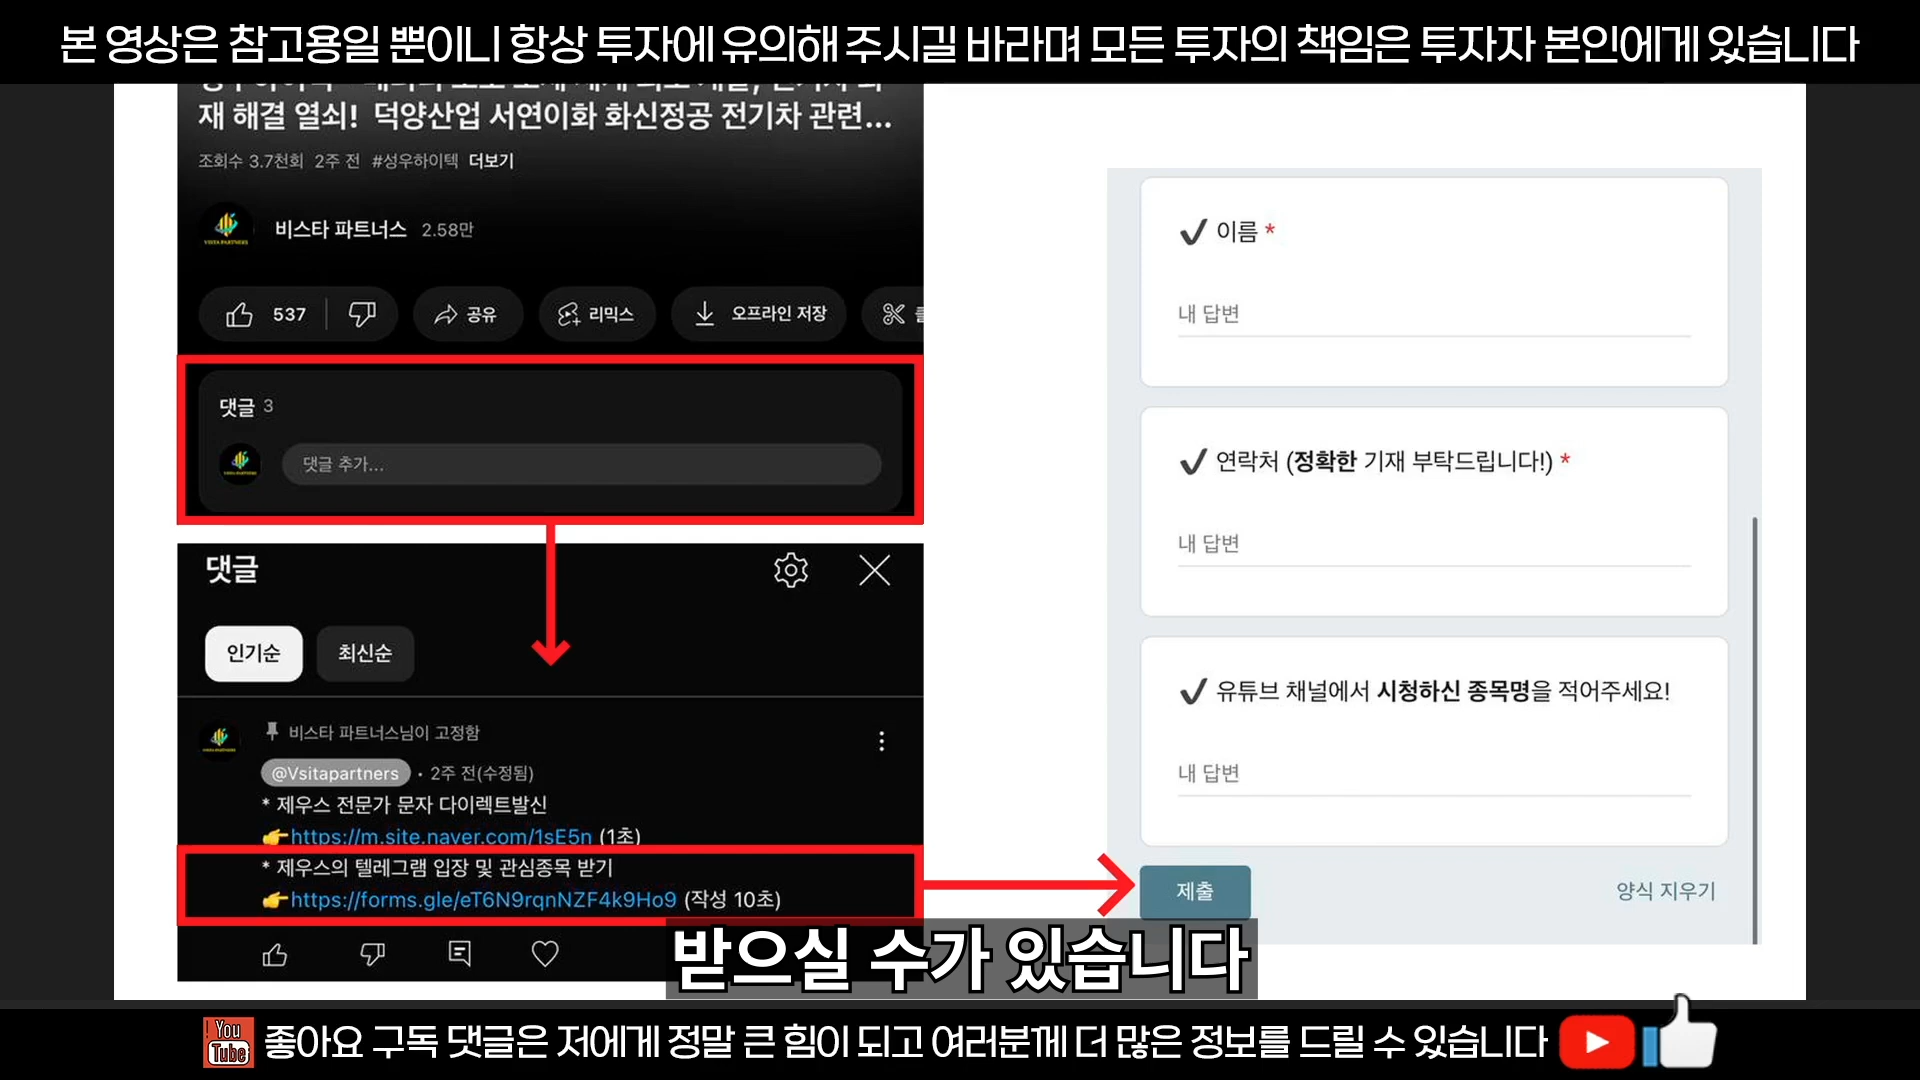 본 영상은 참고용일 뿐이니 항상 투자에 유의해 주시길 바라며 모든 투자의 책임은 투자자 본인에게 있습니다
재 해결 열쇠! 덕양산업 서연이화 화신정공 전기차 관련...
조회수 3.7천회 2주 전 #성우하이텍 더보기
VISTA PARTNERS
비스타 파트너스 2.58만
537
공유
리믹스
오프라인 저장
댓글 3
댓글 추가...
댓글
인기순
최신순
비스타 파트너스님이 고정함
@Vsitapartners • 2주 전(수정됨)
* 제우스 전문가 문자 다이렉트발신
👉https://m.site.naver.com/1sE5n (1초)
* 제우스의 텔레그램 입장 및 관심종목 받기
👉https://forms.gle/eT6N9rqnNZF4k9Ho9 (작성 10초)
✔ 이름 *
내 답변
✔ 연락처 (정확한 기재 부탁드립니다!) *
내 답변
✔ 유튜브 채널에서 시청하신 종목명을 적어주세요!
내 답변
제출
양식 지우기
받으실 수가 있습니다
You Tube 좋아요 구독 댓글은 저에게 정말 큰 힘이 되고 여러분께 더 많은 정보를 드릴 수 있습니다